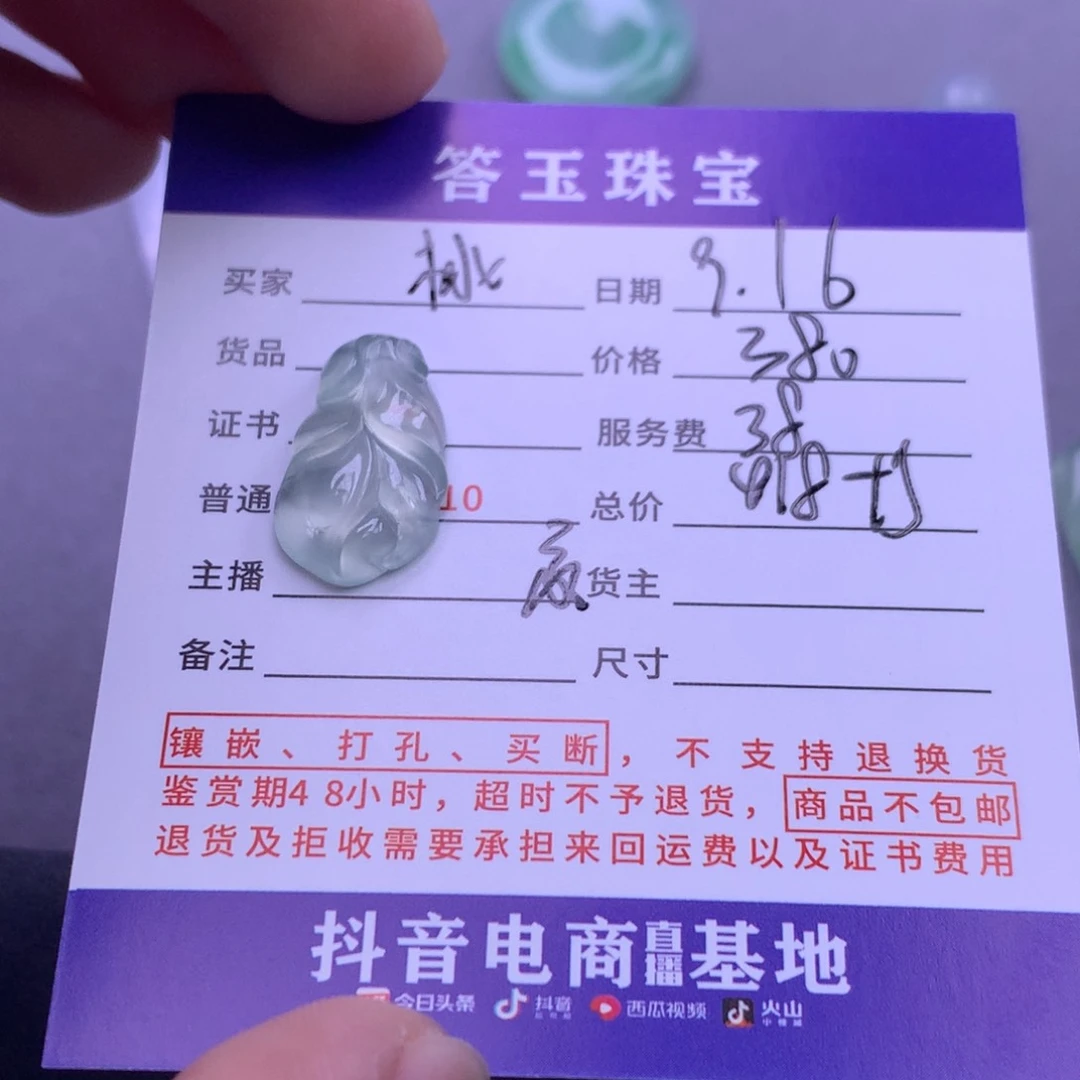 答玉珠宝
买家 桃 日期 9.16
货品 价格 380
证书 服务费 38
普通 10 总价 418
主播 货主
备注 尺寸
镶嵌、打孔、买断，不支持退换货
鉴赏期48小时，超时不予退货，商品不包邮
退货及拒收需要承担来回运费以及证书费用
抖音电商直播基地
今日头条 抖音 西瓜视频 火山